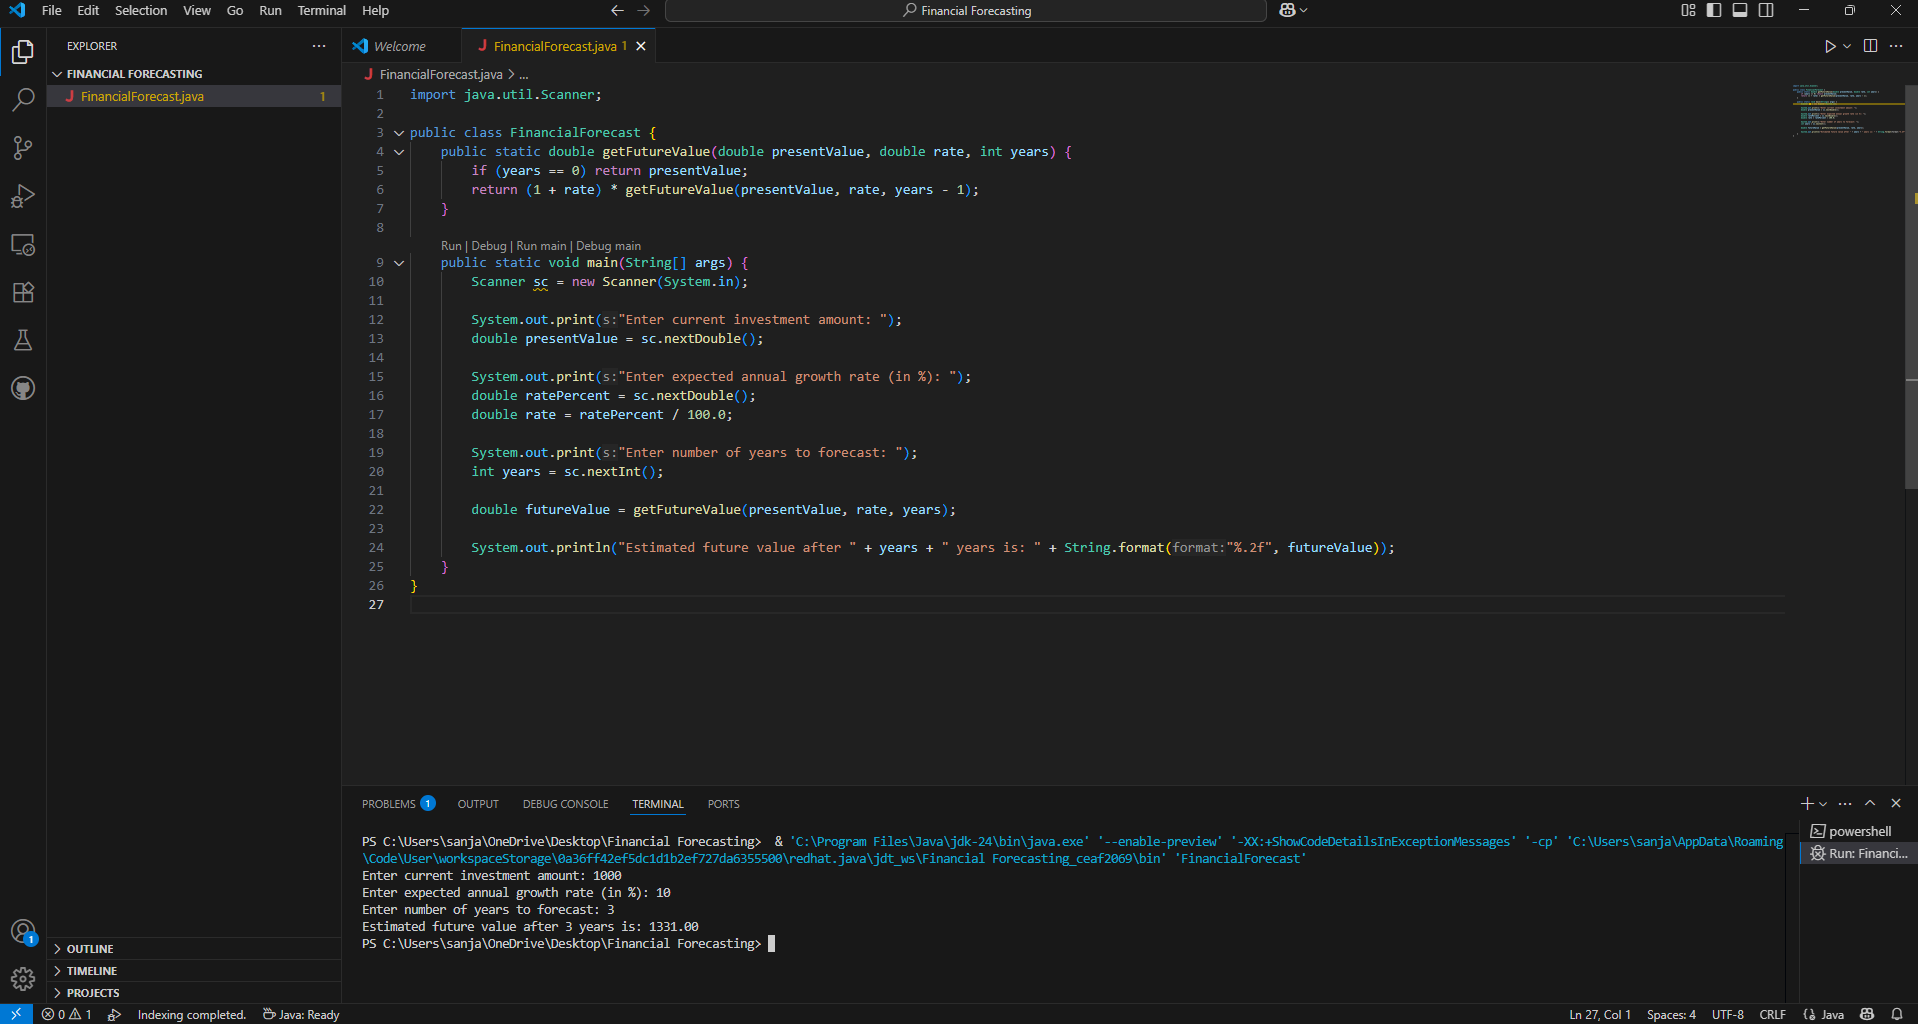 File Edit Selection View Go Run Terminal Help
Financial Forecasting
EXPLORER
FINANCIAL FORECASTING
J FinancialForecast.java 1
OUTLINE
TIMELINE
PROJECTS
Welcome
J FinancialForecast.java 1
J FinancialForecast.java > ...
1 import java.util.Scanner;
2
3 public class FinancialForecast {
4 public static double getFutureValue(double presentValue, double rate, int years) {
5 if (years == 0) return presentValue;
6 return (1 + rate) * getFutureValue(presentValue, rate, years - 1);
7 }
8
Run | Debug | Run main | Debug main
9 public static void main(String[] args) {
10 Scanner sc = new Scanner(System.in);
11
12 System.out.print(s:"Enter current investment amount: ");
13 double presentValue = sc.nextDouble();
14
15 System.out.print(s:"Enter expected annual growth rate (in %): ");
16 double ratePercent = sc.nextDouble();
17 double rate = ratePercent / 100.0;
18
19 System.out.print(s:"Enter number of years to forecast: ");
20 int years = sc.nextInt();
21
22 double futureValue = getFutureValue(presentValue, rate, years);
23
24 System.out.println("Estimated future value after " + years + " years is: " + String.format(format:"%.2f", futureValue));
25 }
26 }
27
PROBLEMS 1 OUTPUT DEBUG CONSOLE TERMINAL PORTS
PS C:\Users\sanja\OneDrive\Desktop\Financial Forecasting> & 'C:\Program Files\Java\jdk-24\bin\java.exe' '--enable-preview' '-XX:+ShowCodeDetailsInExceptionMessages' '-cp' 'C:\Users\sanja\AppData\Roaming
\Code\User\workspaceStorage\0a36ff42ef5dc1d1b2ef727da6355500\redhat.java\jdt_ws\Financial Forecasting_ceaf2069\bin' 'FinancialForecast'
Enter current investment amount: 1000
Enter expected annual growth rate (in %): 10
Enter number of years to forecast: 3
Estimated future value after 3 years is: 1331.00
PS C:\Users\sanja\OneDrive\Desktop\Financial Forecasting>
powershell
Run: Financi...
1
0 1 Indexing completed. Java: Ready
Ln 27, Col 1 Spaces: 4 UTF-8 CRLF Java